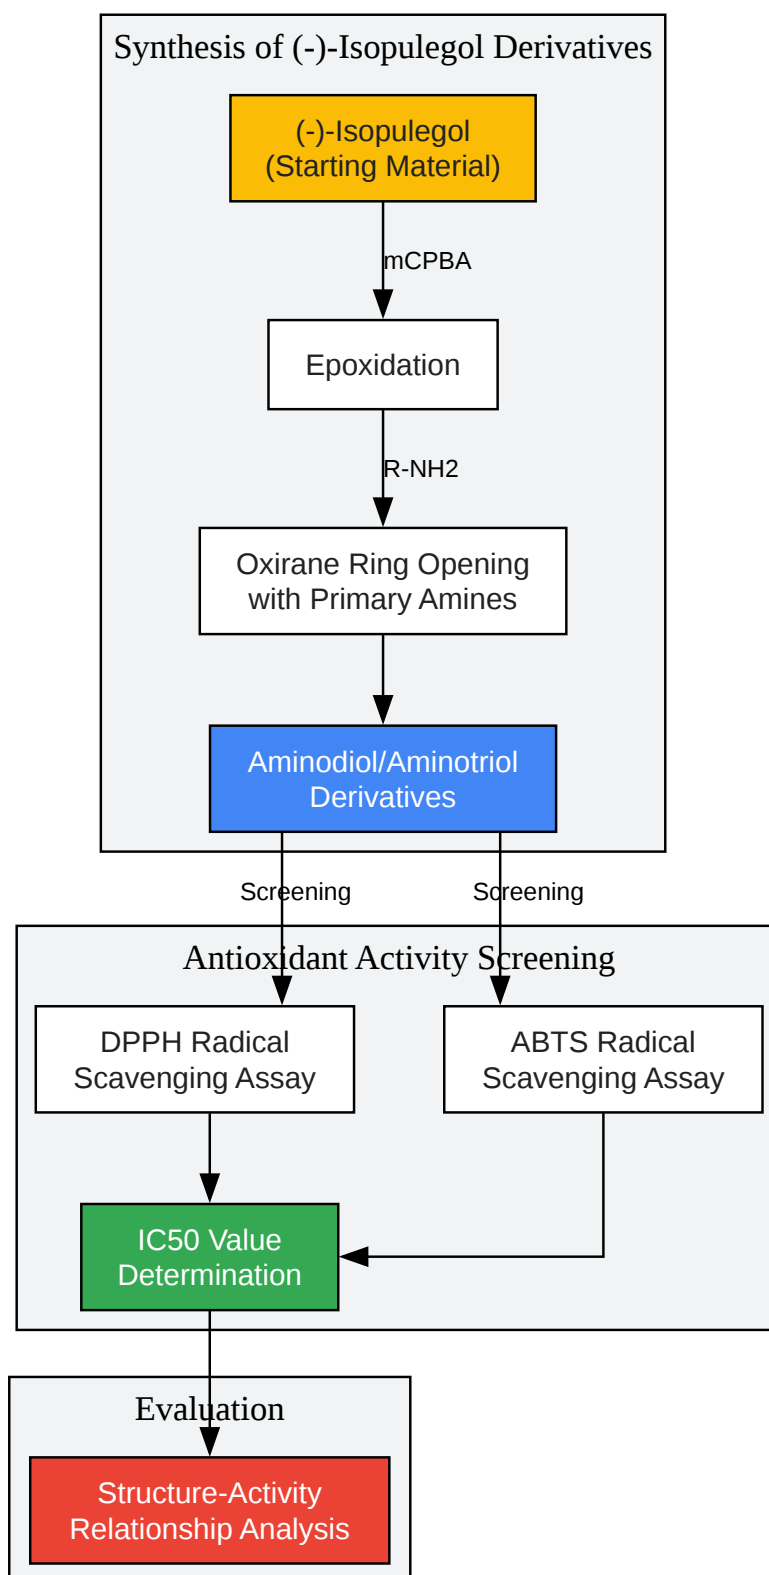 Synthesis of (-)-Isopulegol Derivatives
(-)-Isopulegol
(Starting Material)
mCPBA
Epoxidation
R-NH2
Oxirane Ring Opening
with Primary Amines
Aminodiol/Aminotriol
Derivatives
Screening
Screening
Antioxidant Activity Screening
DPPH Radical
Scavenging Assay
ABTS Radical
Scavenging Assay
IC50 Value
Determination
Evaluation
Structure-Activity
Relationship Analysis